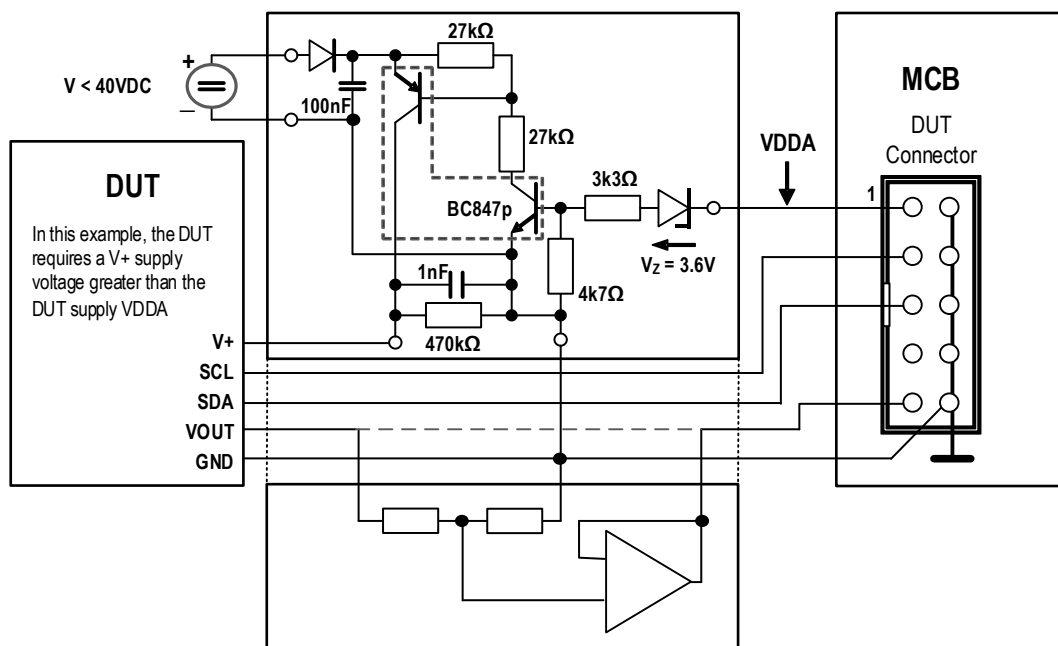 V < 40VDC
+
_
27kΩ
100nF
27kΩ
BC847p
3k3Ω
VZ = 3.6V
1nF
4k7Ω
470kΩ
VDDA
MCB
DUT
Connector
1
DUT
In this example, the DUT
requires a V+ supply
voltage greater than the
DUT supply VDDA
V+
SCL
SDA
VOUT
GND